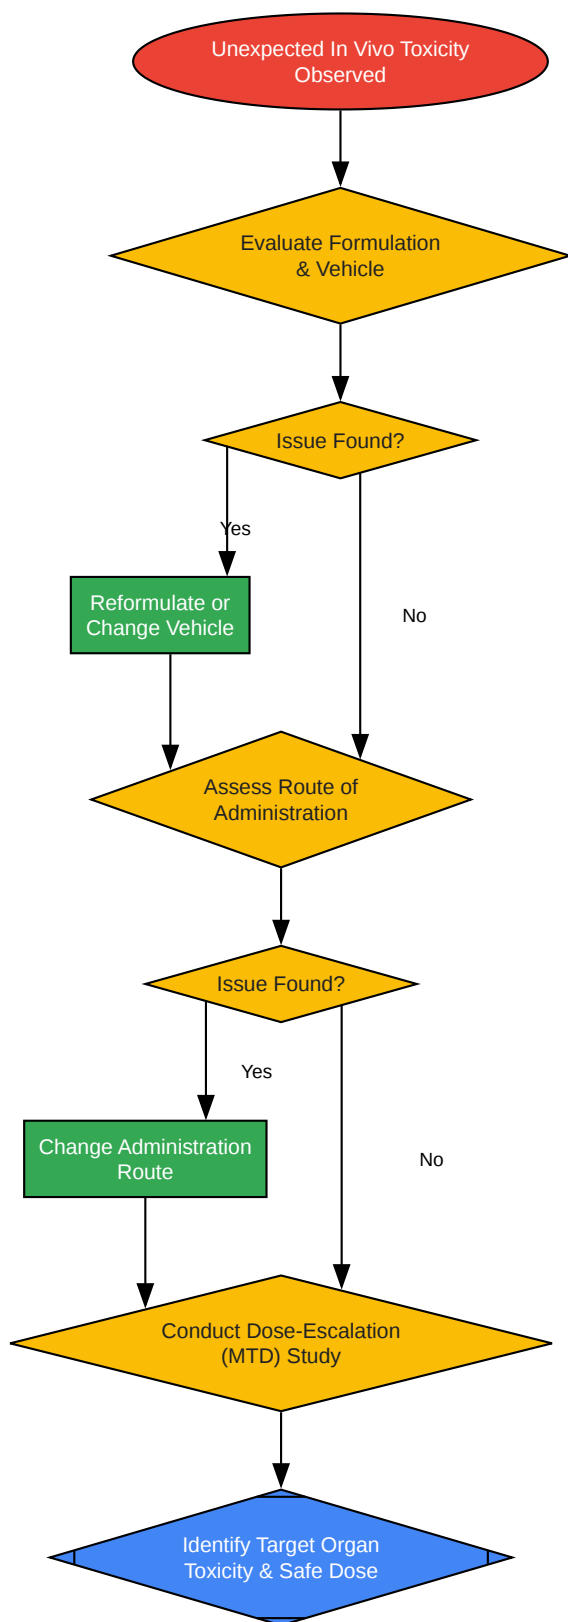 Unexpected In Vivo Toxicity
Observed
Evaluate Formulation
& Vehicle
Issue Found?
Yes
Reformulate or
Change Vehicle
No
Assess Route of
Administration
Issue Found?
Yes
Change Administration
Route
No
Conduct Dose-Escalation
(MTD) Study
Identify Target Organ
Toxicity & Safe Dose